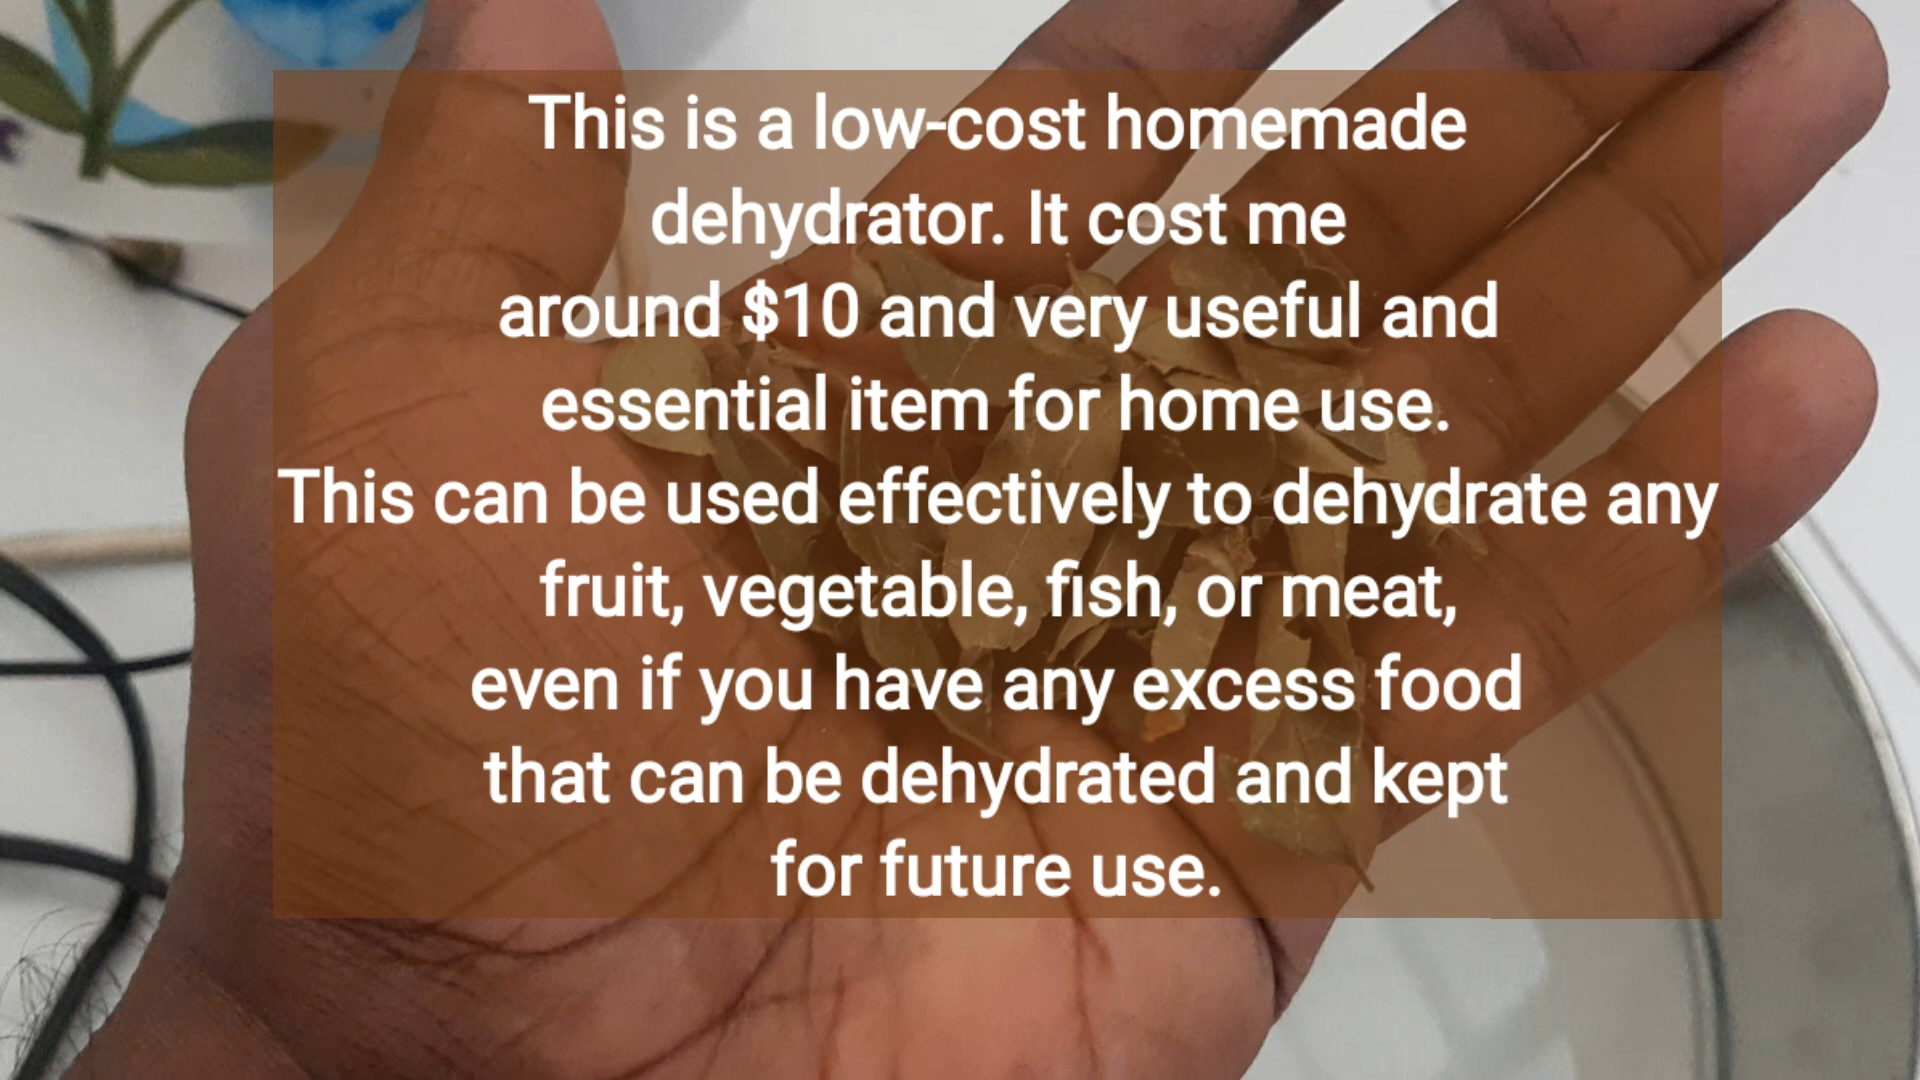 This is a low-cost homemade
dehydrator. It cost me
around $10 and very useful and
essential item for home use.
This can be used effectively to dehydrate any
fruit, vegetable, fish, or meat,
even if you have any excess food
that can be dehydrated and kept
for future use.